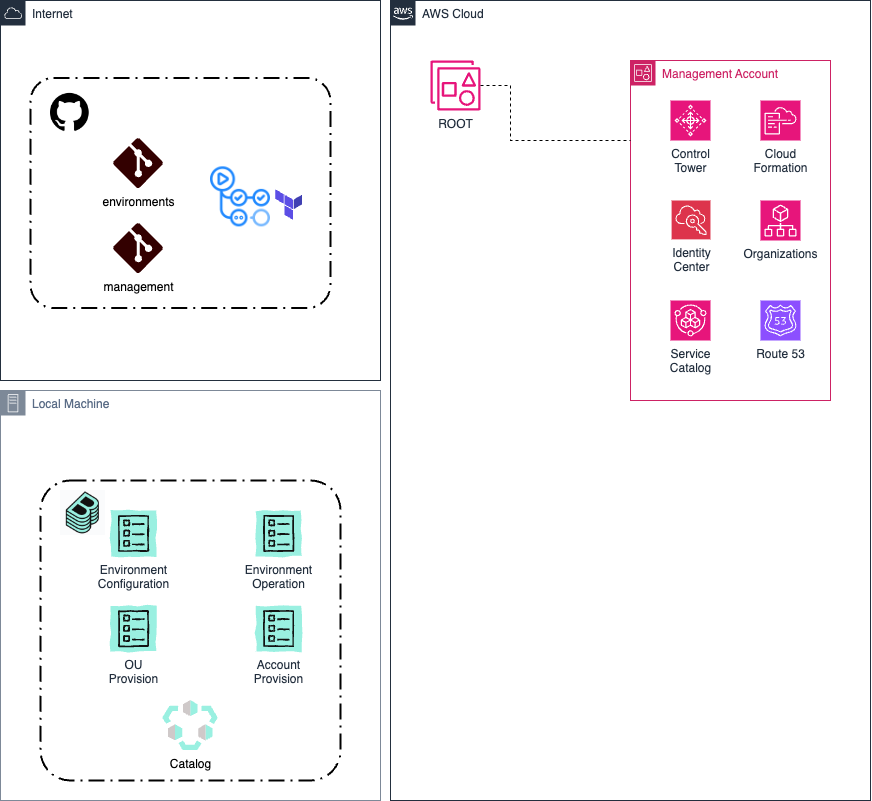 Internet
environments
management
Local Machine
Environment
Configuration
Environment
Operation
OU
Provision
Account
Provision
Catalog
aws
AWS Cloud
ROOT
Management Account
Control
Tower
Cloud
Formation
Identity
Center
Organizations
Service
Catalog
53
Route 53